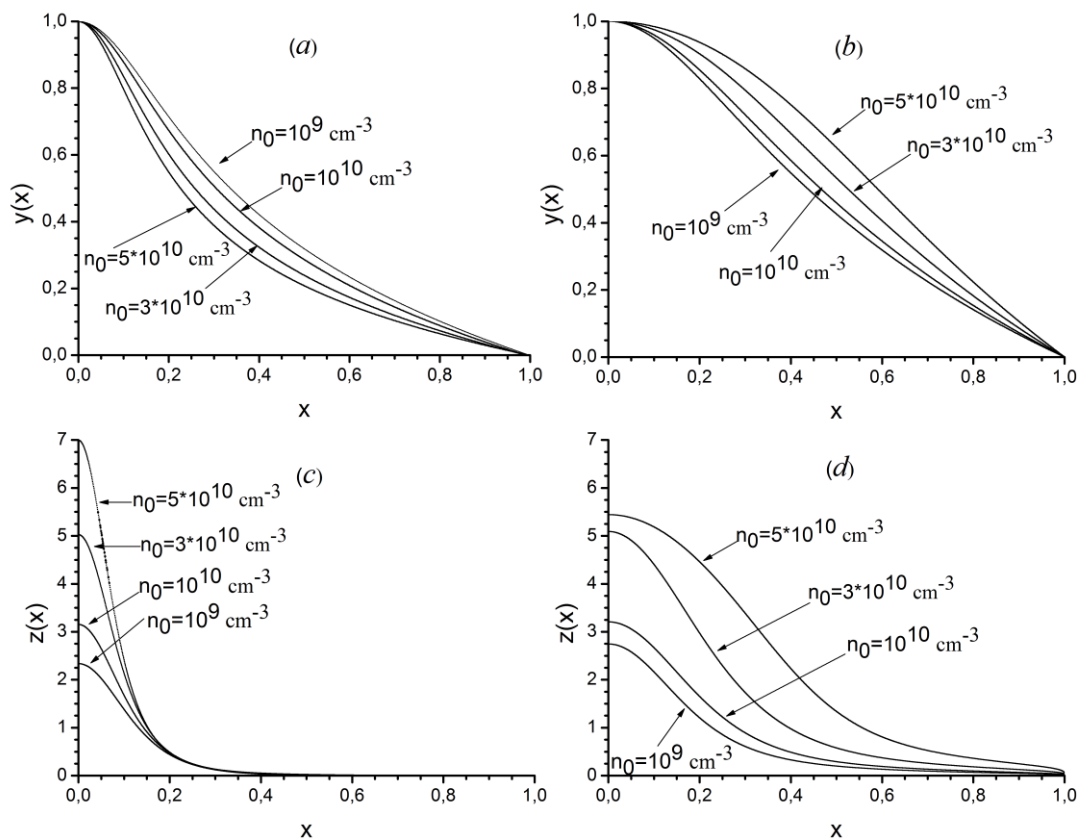 (a)
1,0
0,8
0,6
0,4
0,2
0,0
y(x)
n0=10^9 cm-3
n0=10^10 cm-3
n0=5*10^10 cm-3
n0=3*10^10 cm-3
0,0 0,2 0,4 0,6 0,8 1,0
x
(b)
1,0
0,8
0,6
0,4
0,2
0,0
y(x)
n0=5*10^10 cm-3
n0=3*10^10 cm-3
n0=10^9 cm-3
n0=10^10 cm-3
0,0 0,2 0,4 0,6 0,8 1,0
x
(c)
7
6
5
4
3
2
1
0
z(x)
n0=5*10^10 cm-3
n0=3*10^10 cm-3
n0=10^10 cm-3
n0=10^9 cm-3
0,0 0,2 0,4 0,6 0,8 1,0
x
(d)
7
6
5
4
3
2
1
0
z(x)
n0=5*10^10 cm-3
n0=3*10^10 cm-3
n0=10^10 cm-3
n0=10^9 cm-3
0,0 0,2 0,4 0,6 0,8 1,0
x